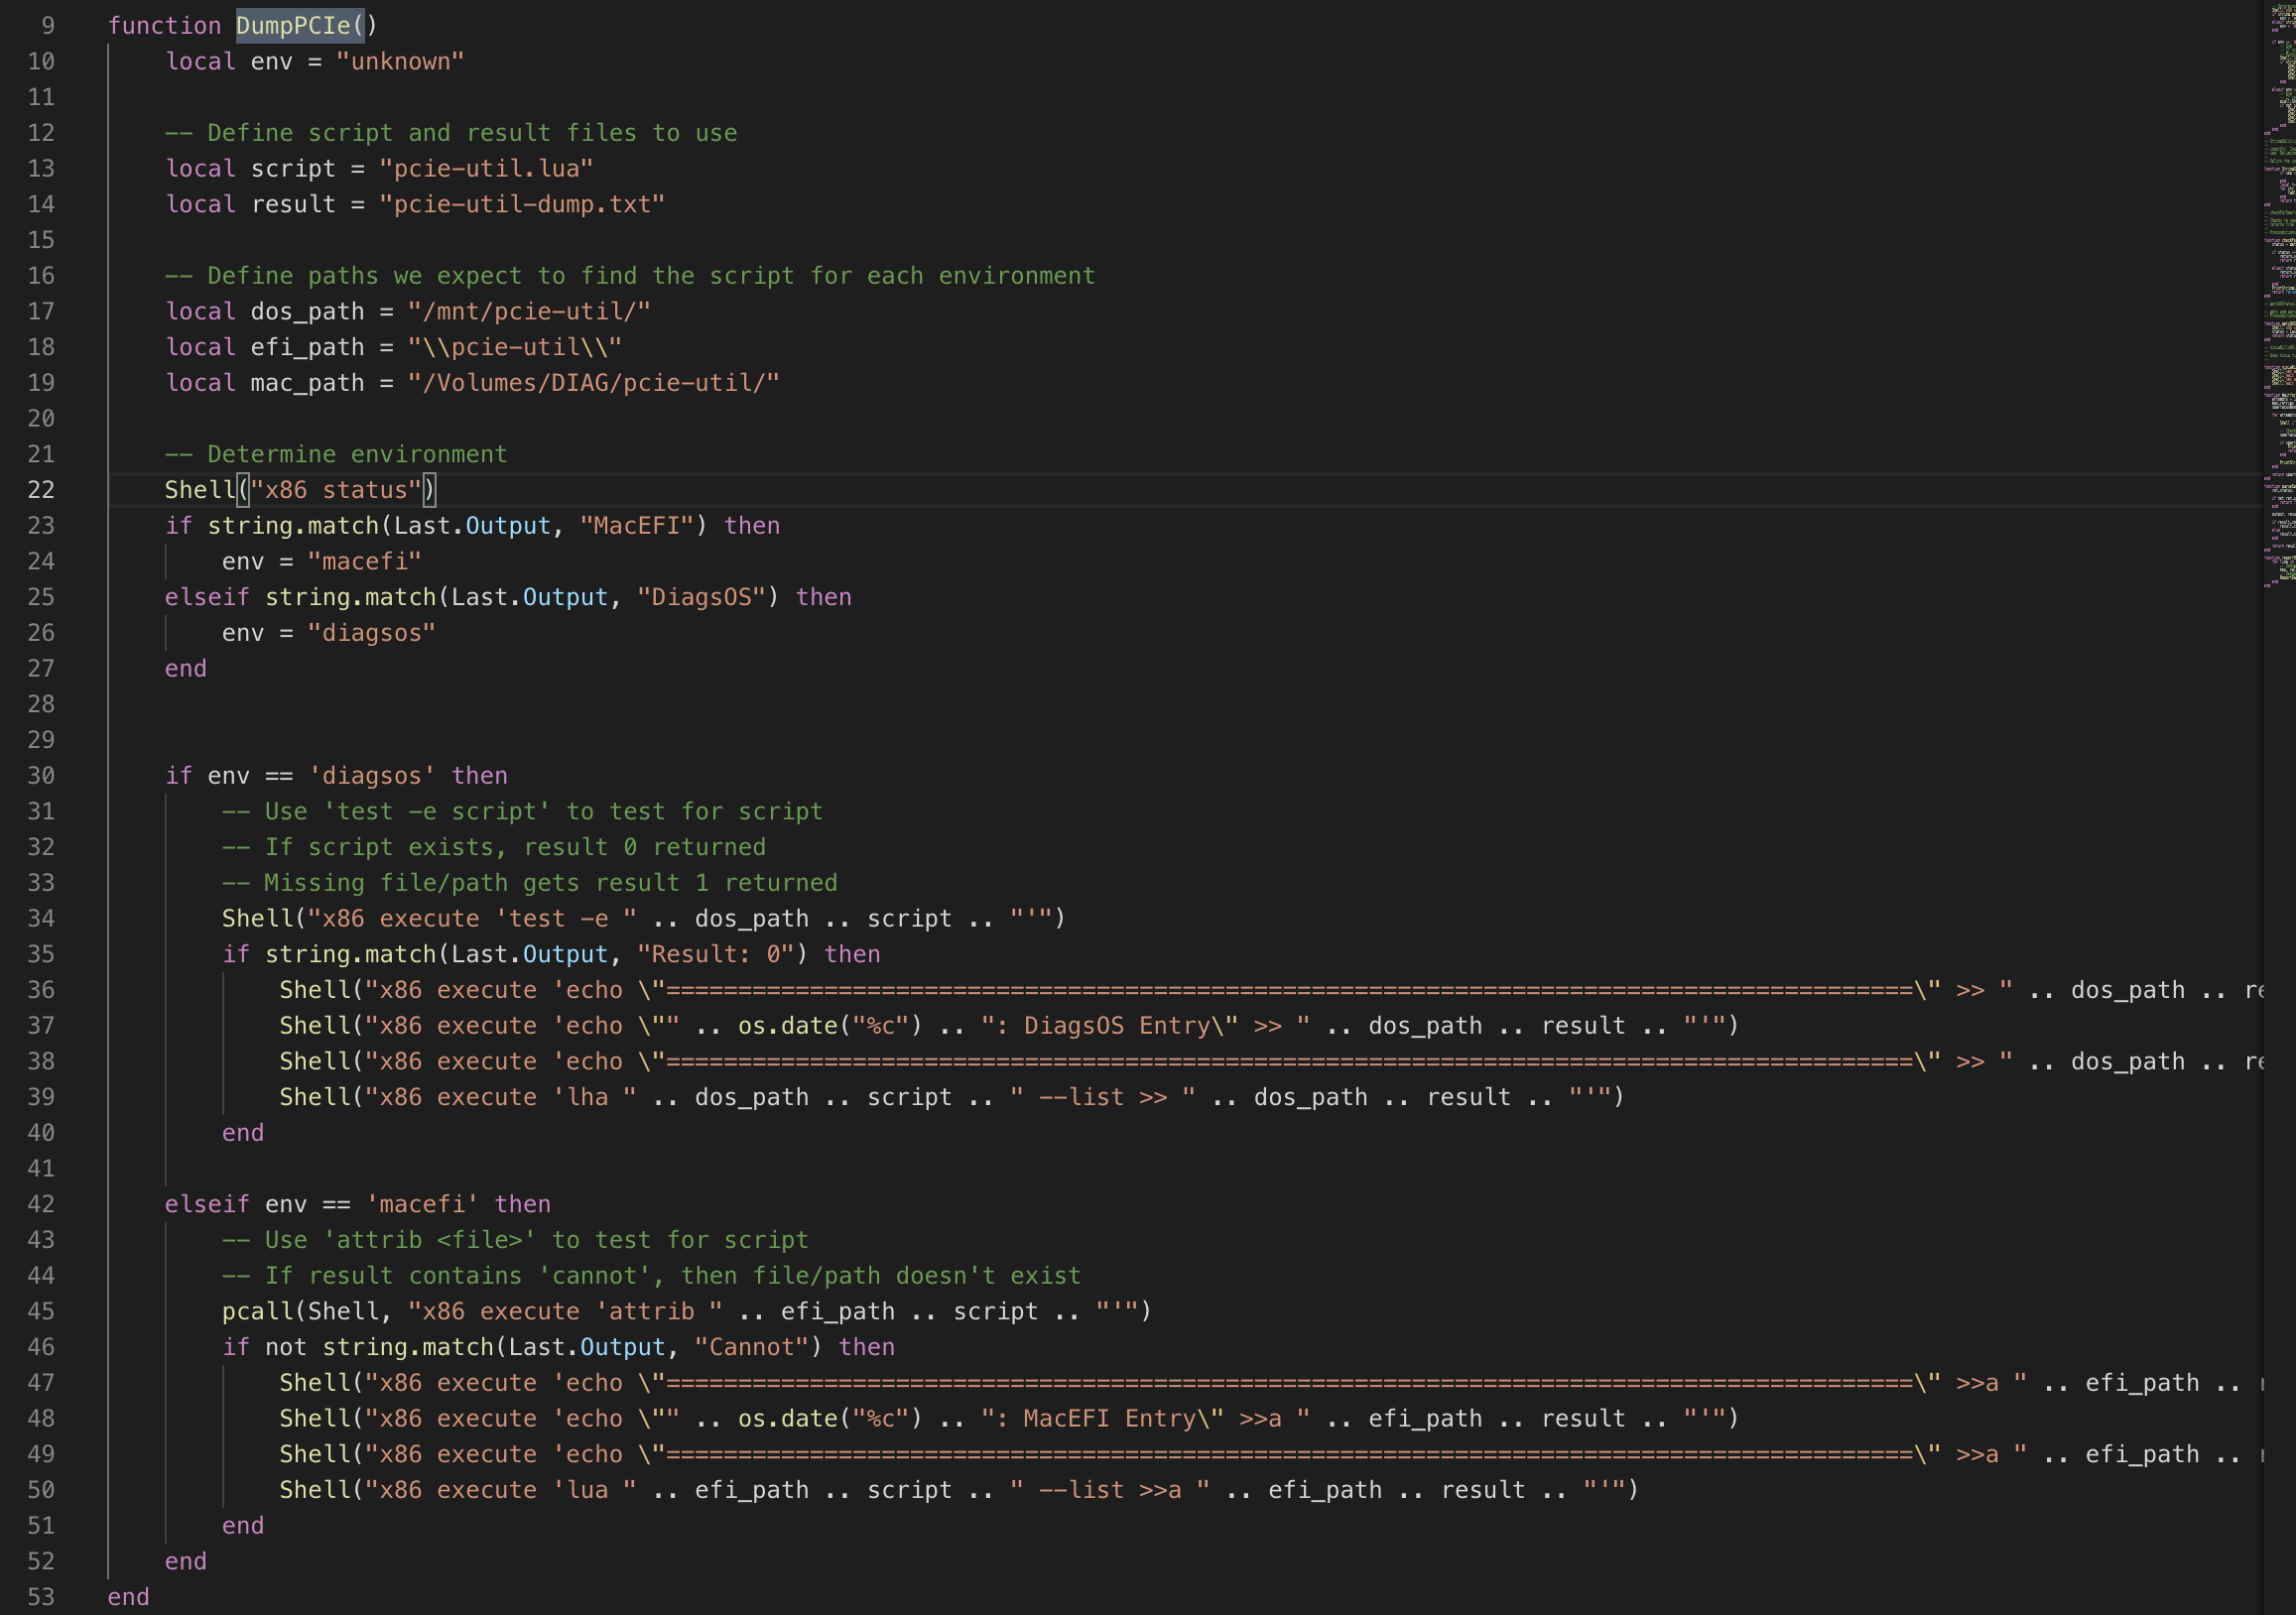 9 function DumpPCIe()
10 local env = "unknown"
11
12 -- Define script and result files to use
13 local script = "pcie-util.lua"
14 local result = "pcie-util-dump.txt"
15
16 -- Define paths we expect to find the script for each environment
17 local dos_path = "/mnt/pcie-util/"
18 local efi_path = "\\pcie-util\\"
19 local mac_path = "/Volumes/DIAG/pcie-util/"
20
21 -- Determine environment
22 Shell("x86 status")
23 if string.match(Last.Output, "MacEFI") then
24 env = "macefi"
25 elseif string.match(Last.Output, "DiagsOS") then
26 env = "diagsos"
27 end
28
29
30 if env == 'diagsos' then
31 -- Use 'test -e script' to test for script
32 -- If script exists, result 0 returned
33 -- Missing file/path gets result 1 returned
34 Shell("x86 execute 'test -e " .. dos_path .. script .. "'")
35 if string.match(Last.Output, "Result: 0") then
36 Shell("x86 execute 'echo \"=======================================================================================\" >> " .. dos_path .. re
37 Shell("x86 execute 'echo \"" .. os.date("%c") .. ": DiagsOS Entry\" >> " .. dos_path .. result .. "'")
38 Shell("x86 execute 'echo \"=======================================================================================\" >> " .. dos_path .. re
39 Shell("x86 execute 'lha " .. dos_path .. script .. " --list >> " .. dos_path .. result .. "'")
40 end
41
42 elseif env == 'macefi' then
43 -- Use 'attrib <file>' to test for script
44 -- If result contains 'cannot', then file/path doesn't exist
45 pcall(Shell, "x86 execute 'attrib " .. efi_path .. script .. "'")
46 if not string.match(Last.Output, "Cannot") then
47 Shell("x86 execute 'echo \"=======================================================================================\" >>a " .. efi_path ..
48 Shell("x86 execute 'echo \"" .. os.date("%c") .. ": MacEFI Entry\" >>a " .. efi_path .. result .. "'")
49 Shell("x86 execute 'echo \"=======================================================================================\" >>a " .. efi_path ..
50 Shell("x86 execute 'lua " .. efi_path .. script .. " --list >>a " .. efi_path .. result .. "'")
51 end
52 end
53 end